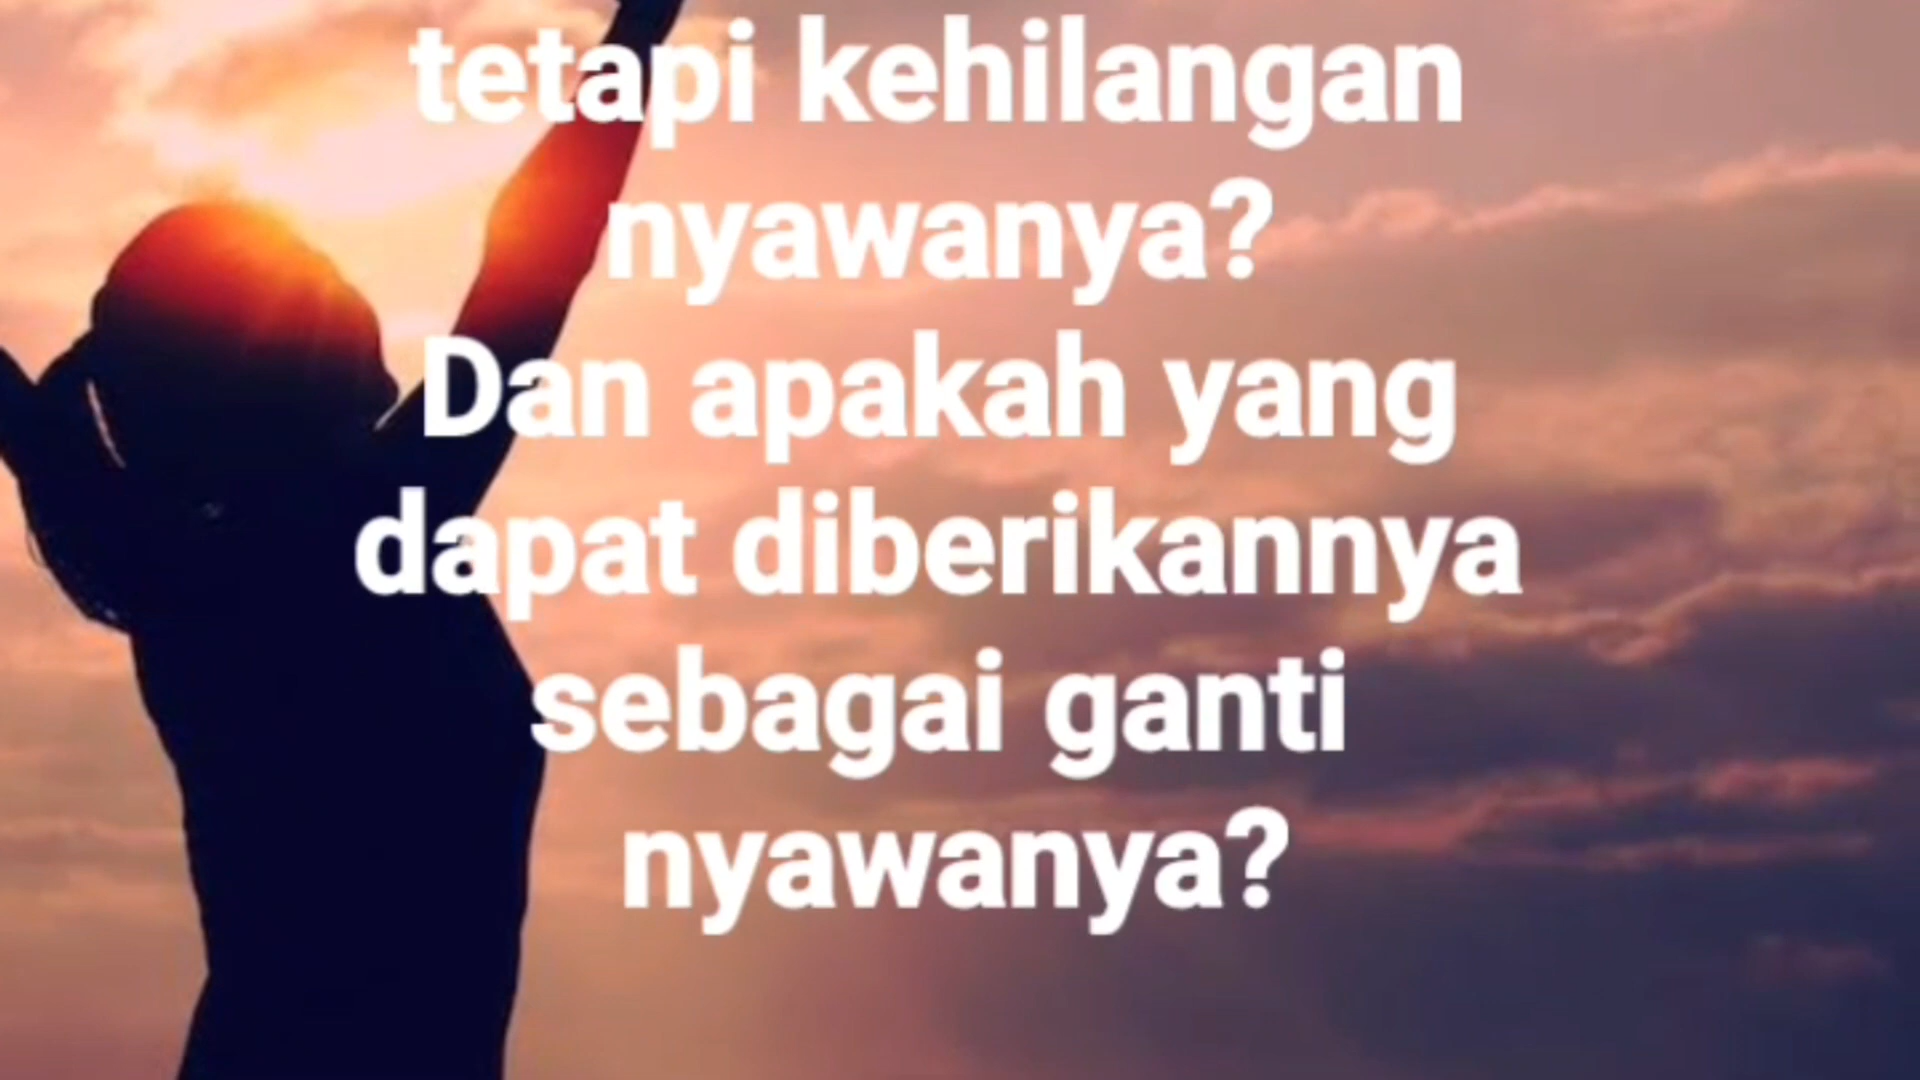 tetapi kehilangan
nyawanya?
Dan apakah yang
dapat diberikannya
sebagai ganti
nyawanya?